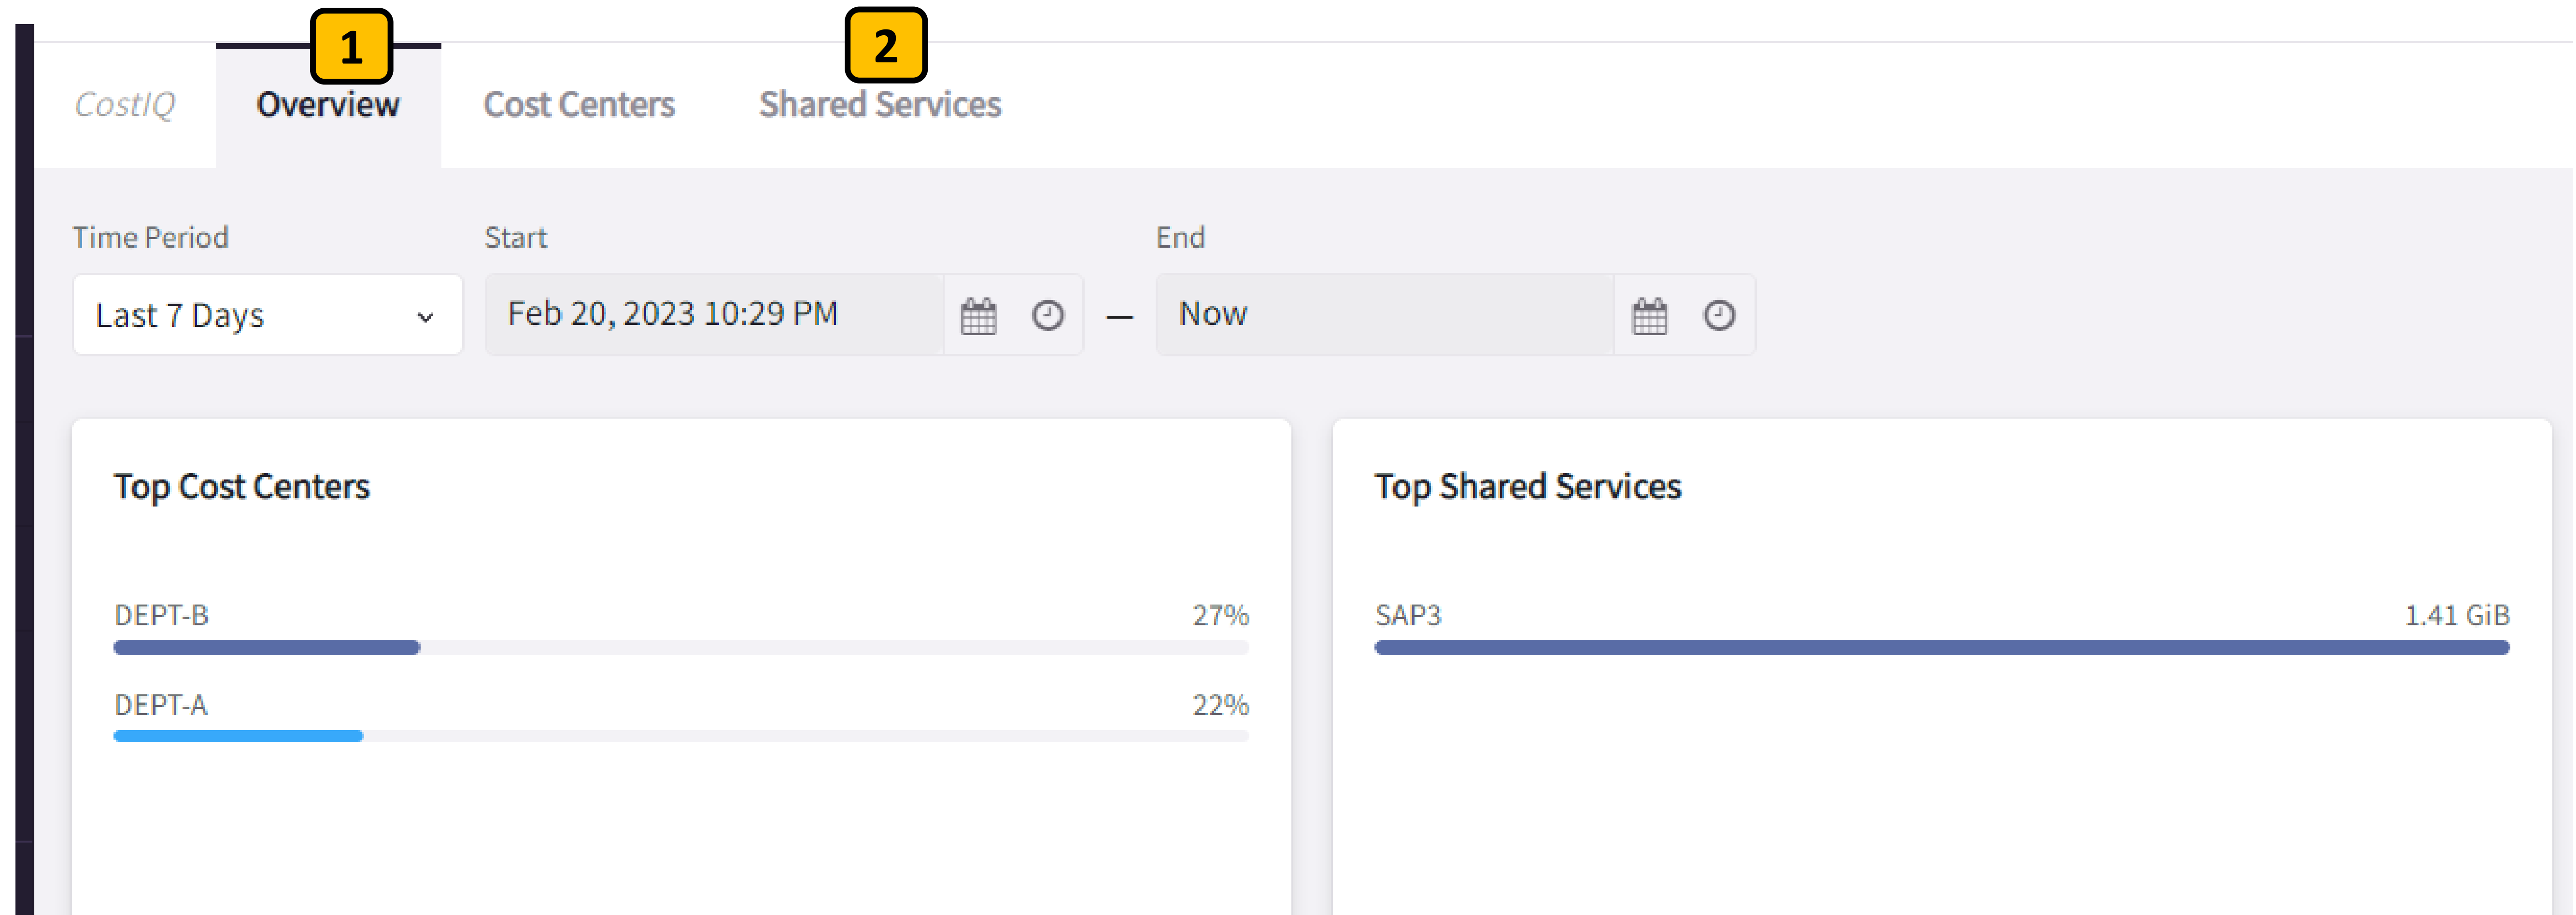 1 2
CostIQ Overview Cost Centers Shared Services
Time Period Start End
Last 7 Days Feb 20, 2023 10:29 PM — Now
Top Cost Centers
DEPT-B 27%
DEPT-A 22%
Top Shared Services
SAP3 1.41 GiB